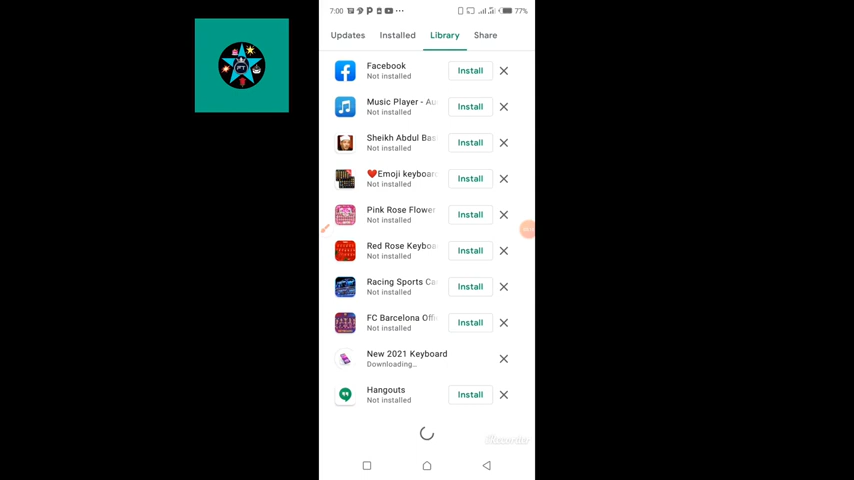 7:00 77%
Updates Installed Library Share
Facebook
Not installed
Install
Music Player - Au
Not installed
Install
Sheikh Abdul Bas
Not installed
Install
❤️Emoji keyboard
Not installed
Install
Pink Rose Flower
Not installed
Install
Red Rose Keyboa
Not installed
Install
Racing Sports Ca
Not installed
Install
FC Barcelona Offi
Not installed
Install
New 2021 Keyboard
Downloading...
Hangouts
Not installed
Install